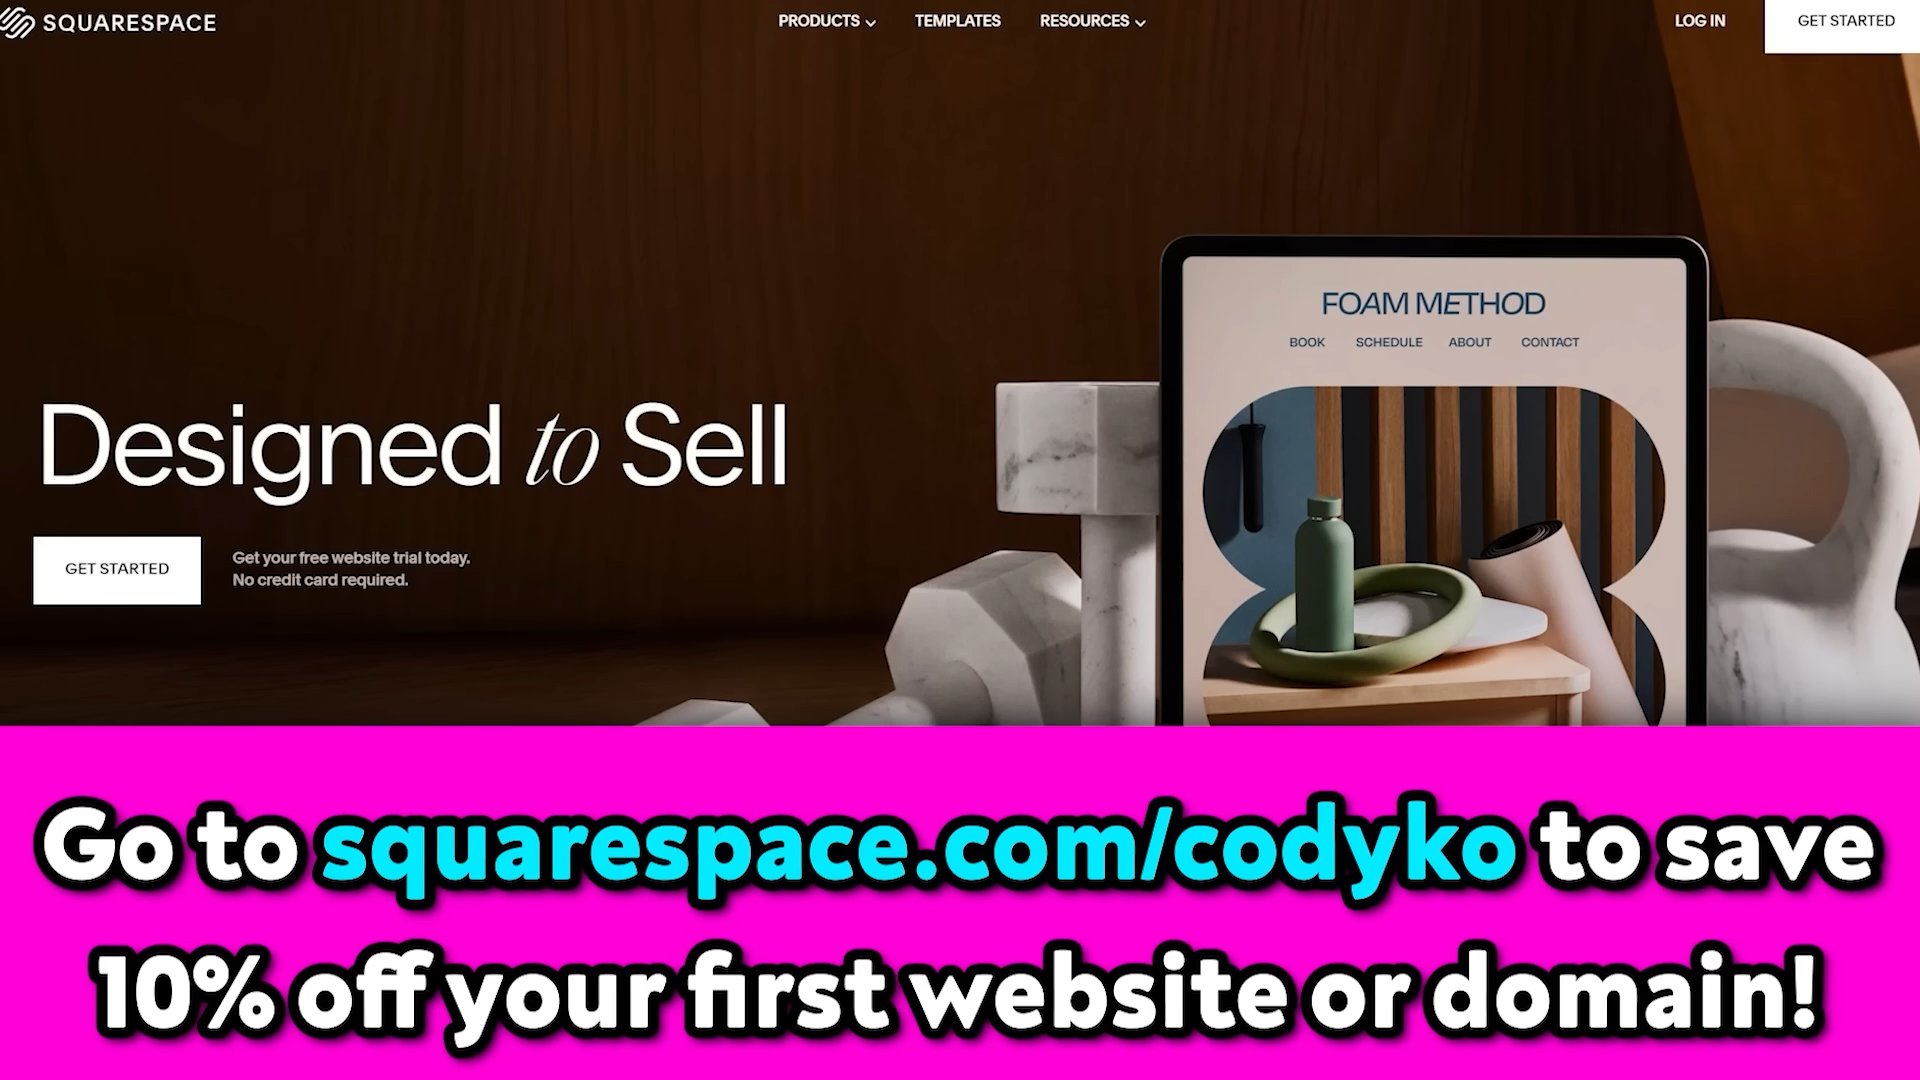 SQUARESPACE
PRODUCTS
TEMPLATES
RESOURCES
LOG IN
GET STARTED
FOAM METHOD
BOOK
SCHEDULE
ABOUT
CONTACT
Designed to Sell
GET STARTED
Get your free website trial today.
No credit card required.
Go to squarespace.com/codyko to save
10% off your first website or domain!